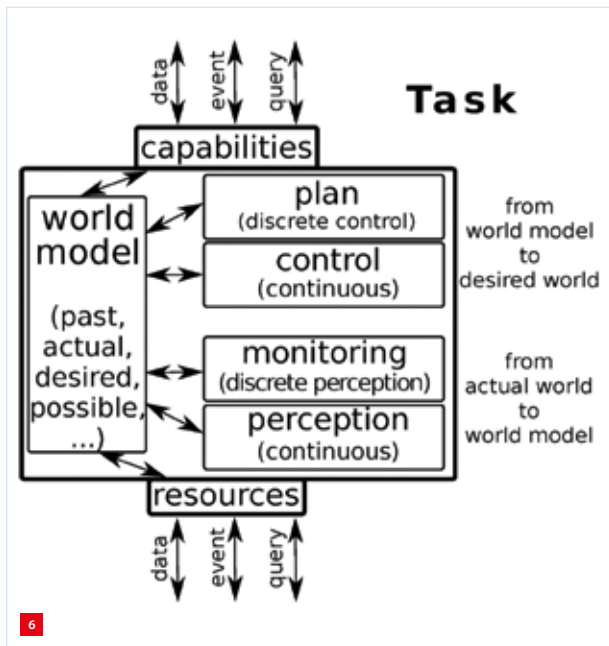 data
event
query
Task
capabilities
world
model
(past,
actual,
desired,
possible,
...)
plan
(discrete control)
control
(continuous)
from
world model
to
desired world
monitoring
(discrete perception)
perception
(continuous)
from
actual world
to
world model
resources
data
event
query
6